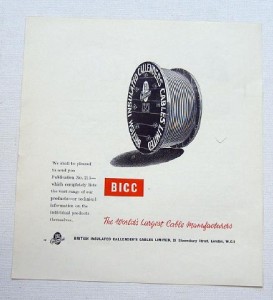 BRITISH INSULATED CALLENDER'S CABLES LIMITED
We shall be pleased
to send you
Publication No.
which completely lists
the vast range of our
products—or technical
information on the
individual products
themselves.
BICC
The World's Largest Cable Manufacturers
BRITISH INSULATED CALLENDER'S CABLES LIMITED, 21 Bloomsbury Street, London, W.C.1